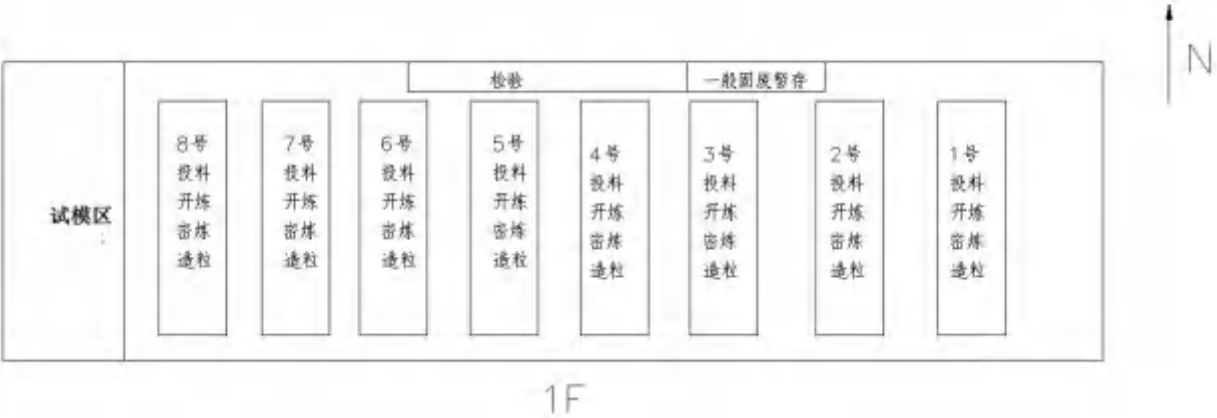 N
检验
一般固废暂存
试模区
8号
投料
开炼
密炼
造粒
7号
投料
开炼
密炼
造粒
6号
投料
开炼
密炼
造粒
5号
投料
开炼
密炼
造粒
4号
投料
开炼
密炼
造粒
3号
投料
开炼
密炼
造粒
2号
投料
开炼
密炼
造粒
1号
投料
开炼
密炼
造粒
1F